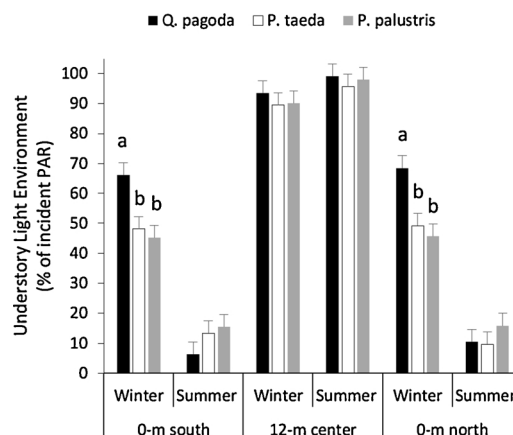 Q. pagoda P. taeda P. palustris
Understory Light Environment
(% of incident PAR)
100
90
80
70
60
50
40
30
20
10
0
a
b b
a
b b
Winter Summer Winter Summer Winter Summer
0-m south 12-m center 0-m north